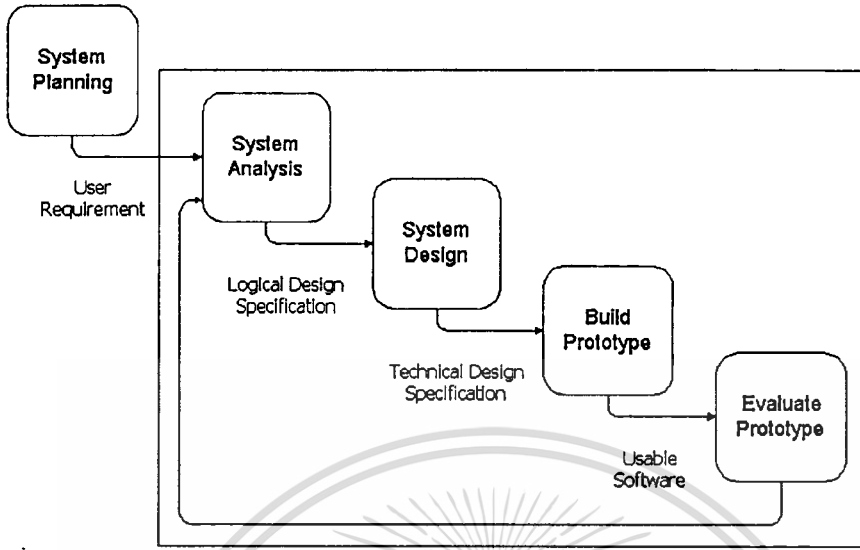 System
Planning
User
Requirement
System
Analysis
Logical Design
Specification
System
Design
Technical Design
Specification
Build
Prototype
Usable
Software
Evaluate
Prototype